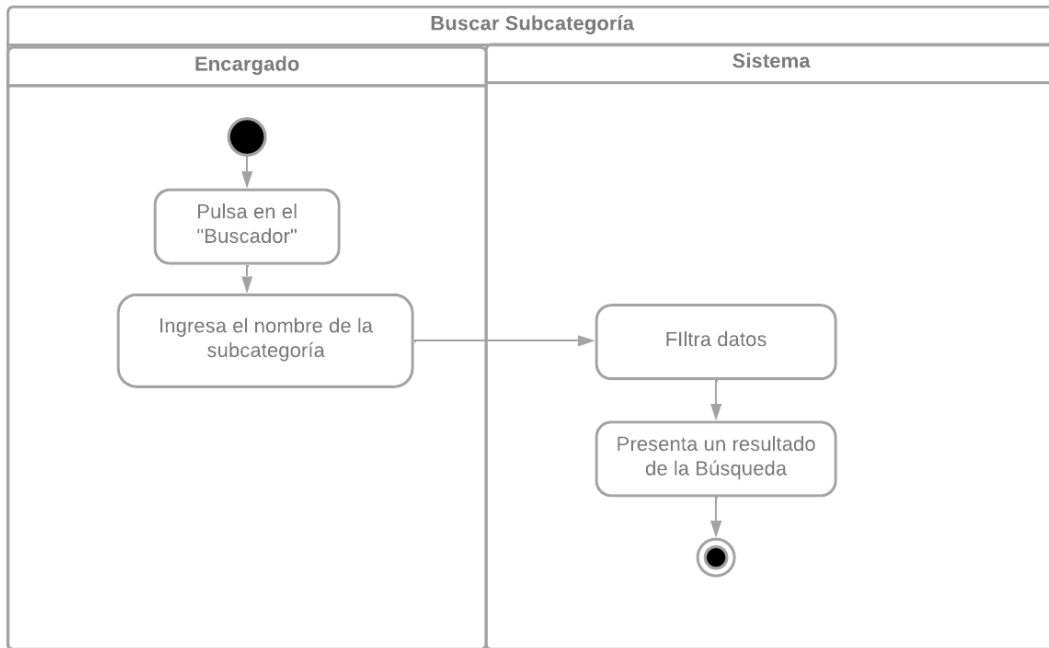 Buscar Subcategoría
Encargado
Sistema
Pulsa en el
"Buscador"
Ingresa el nombre de la
subcategoría
FIltra datos
Presenta un resultado
de la Búsqueda